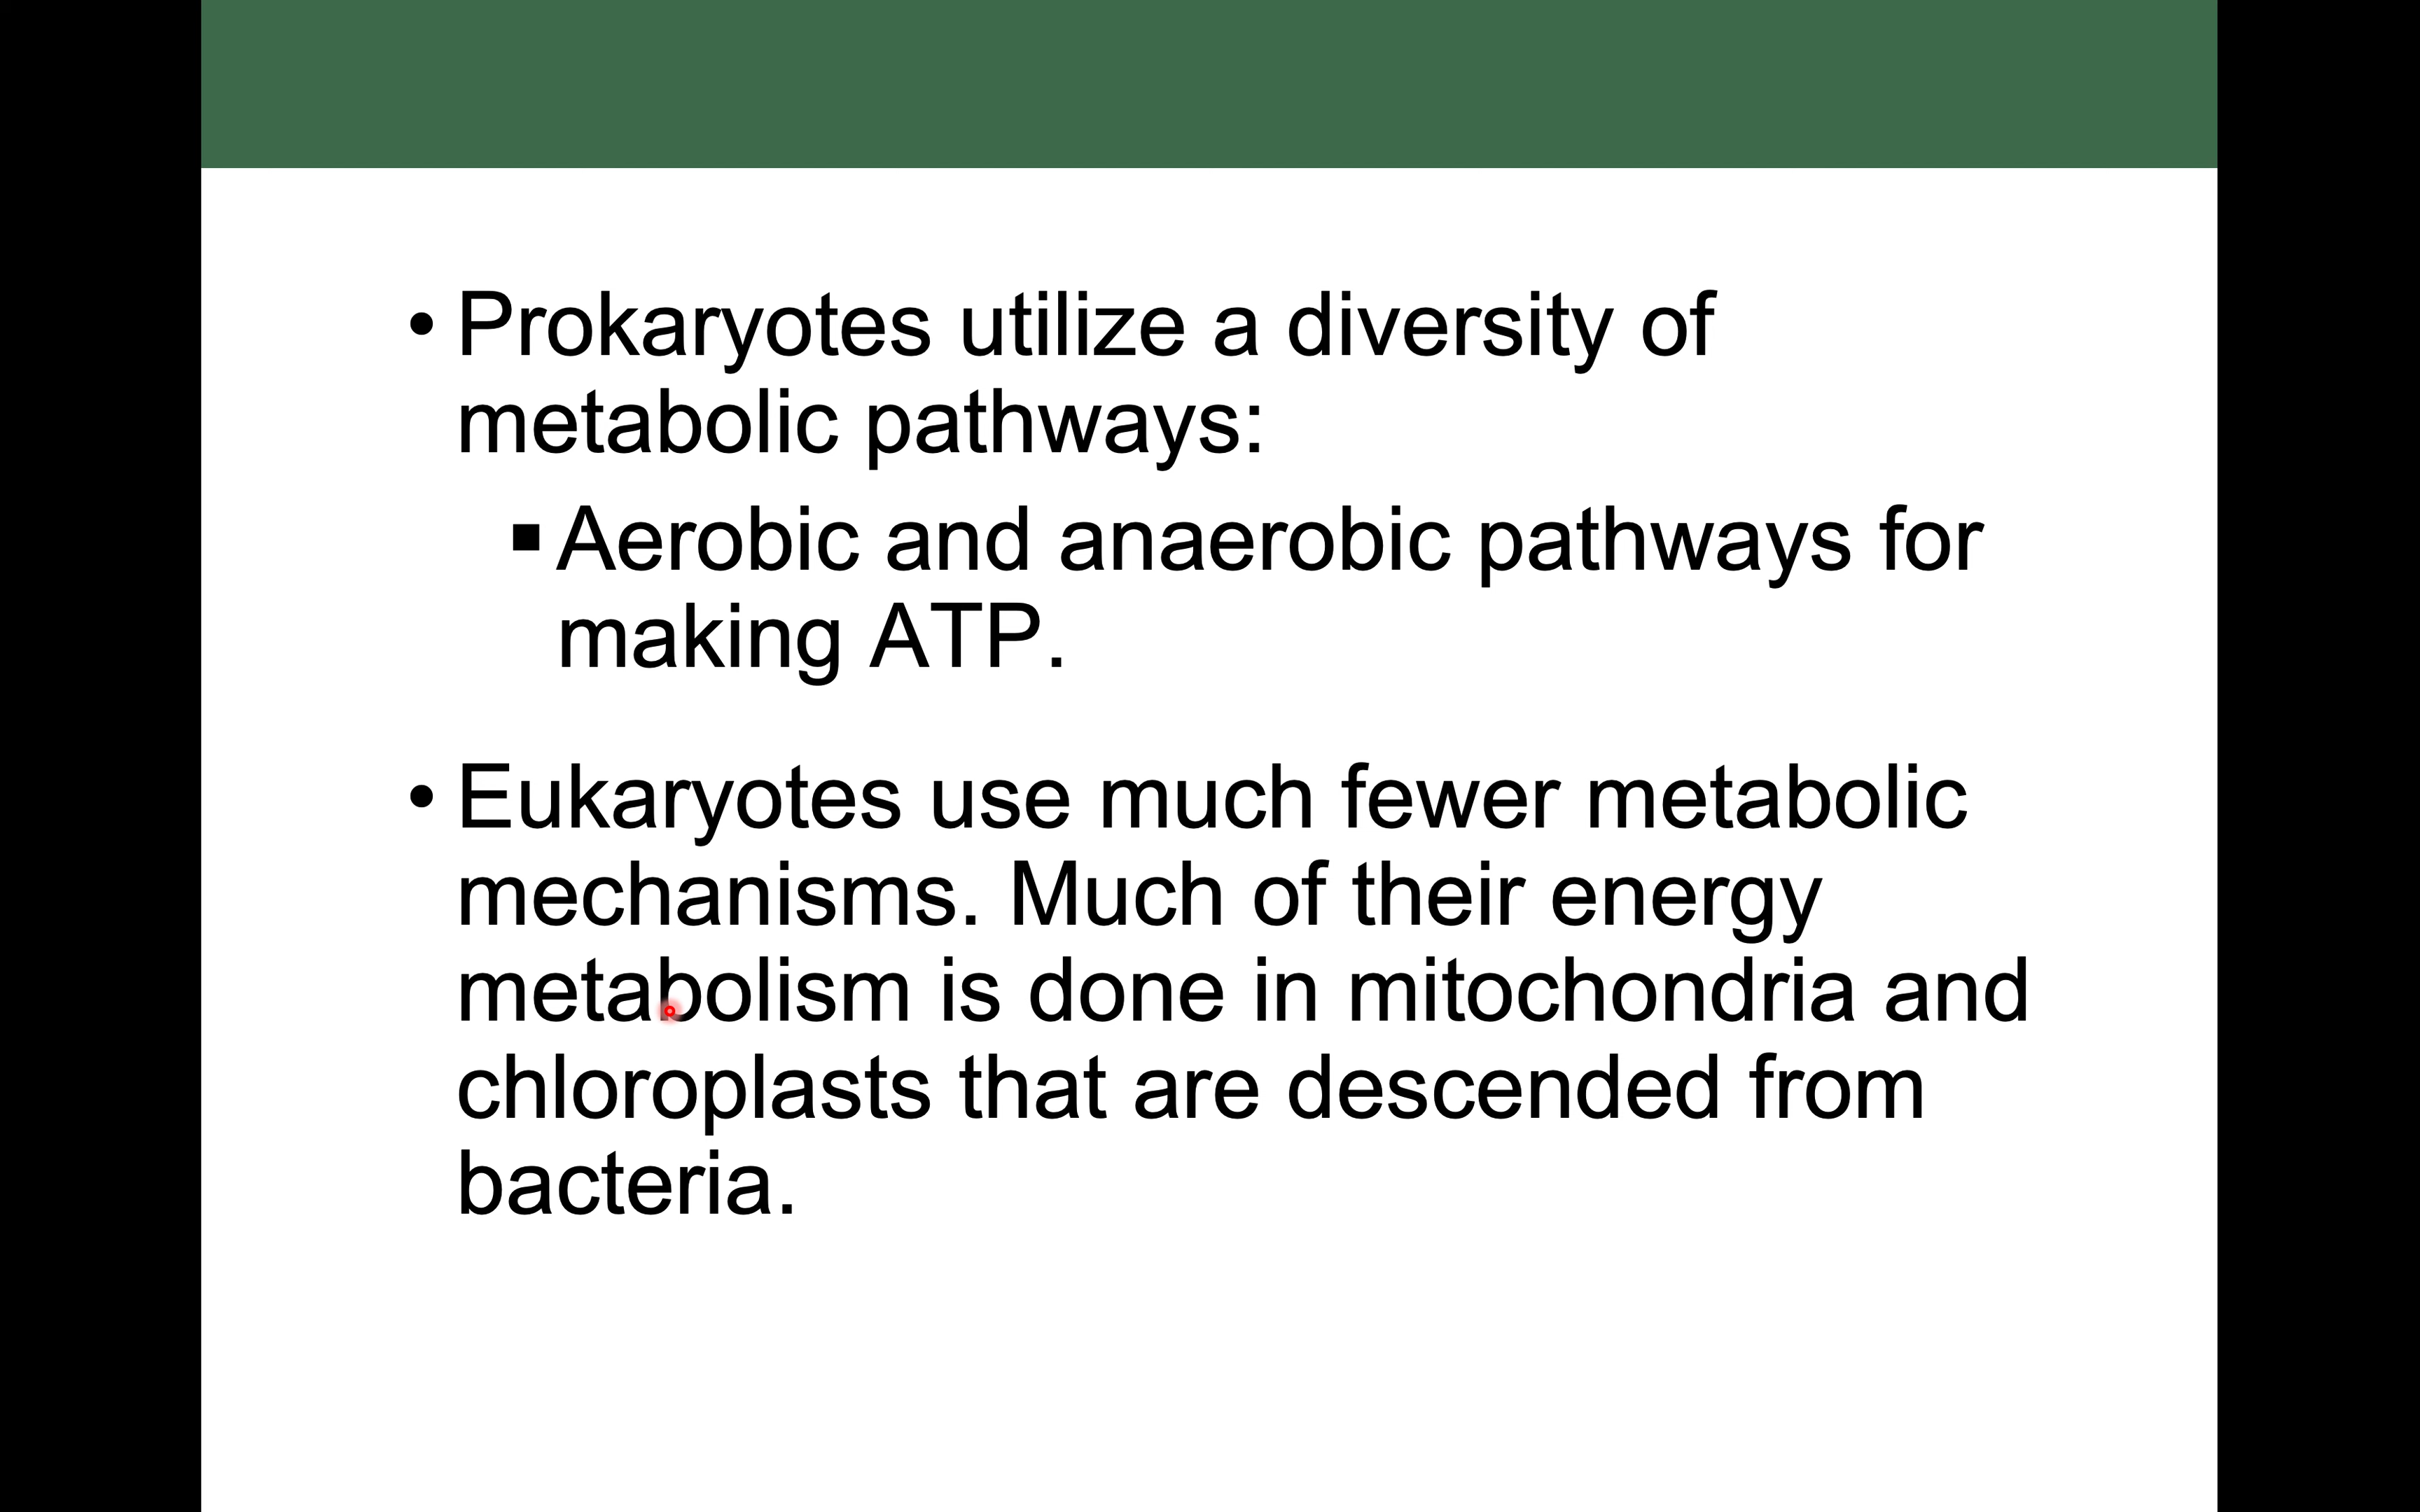 • Prokaryotes utilize a diversity of
metabolic pathways:
▪ Aerobic and anaerobic pathways for
making ATP.
• Eukaryotes use much fewer metabolic
mechanisms. Much of their energy
metabolism is done in mitochondria and
chloroplasts that are descended from
bacteria.